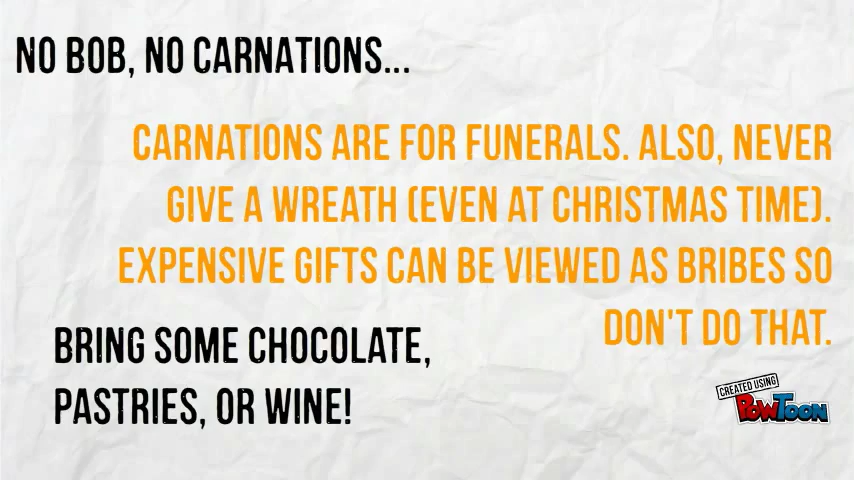 NO BOB, NO CARNATIONS...
CARNATIONS ARE FOR FUNERALS. ALSO, NEVER
GIVE A WREATH (EVEN AT CHRISTMAS TIME).
EXPENSIVE GIFTS CAN BE VIEWED AS BRIBES SO
DON'T DO THAT.
BRING SOME CHOCOLATE,
PASTRIES, OR WINE!
CREATED USING
POWTOON